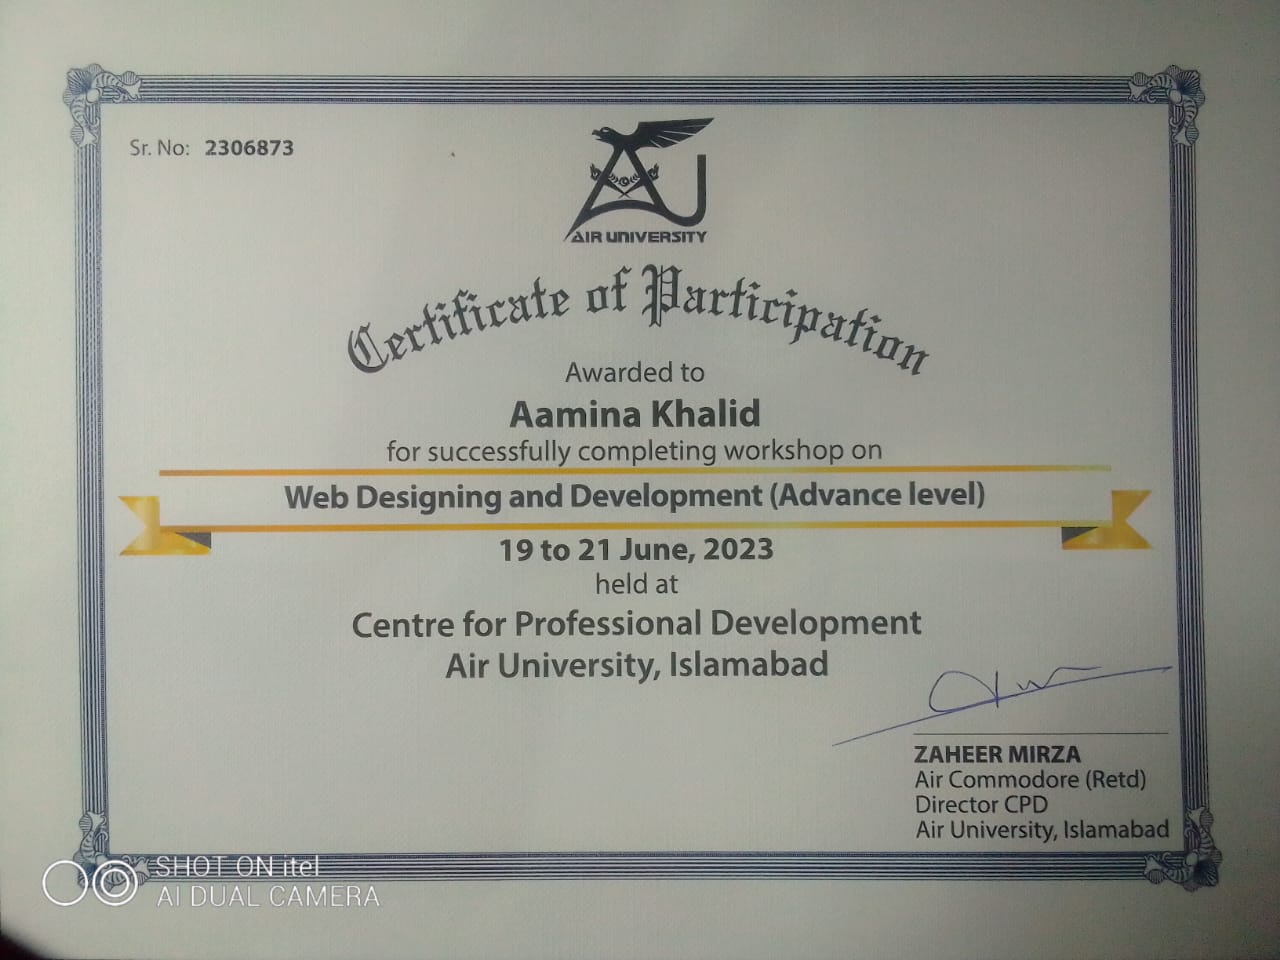 Sr. No: 2306873
AIR UNIVERSITY
Certificate of Participation
Awarded to
Aamina Khalid
for successfully completing workshop on
Web Designing and Development (Advance level)
19 to 21 June, 2023
held at
Centre for Professional Development
Air University, Islamabad
ZAHEER MIRZA
Air Commodore (Retd)
Director CPD
Air University, Islamabad
SHOT ON itel
AI DUAL CAMERA